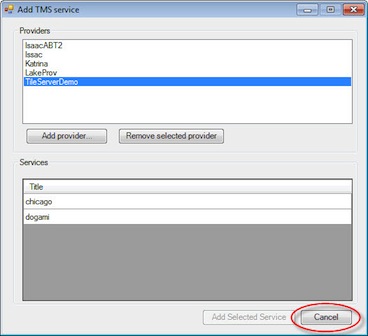 Add TMS service
Providers
IsaacABT2
Issac
Katrina
LakeProv
TileServerDemo
Add provider... Remove selected provider
Services
Title
chicago
dogami
Add Selected Service Cancel